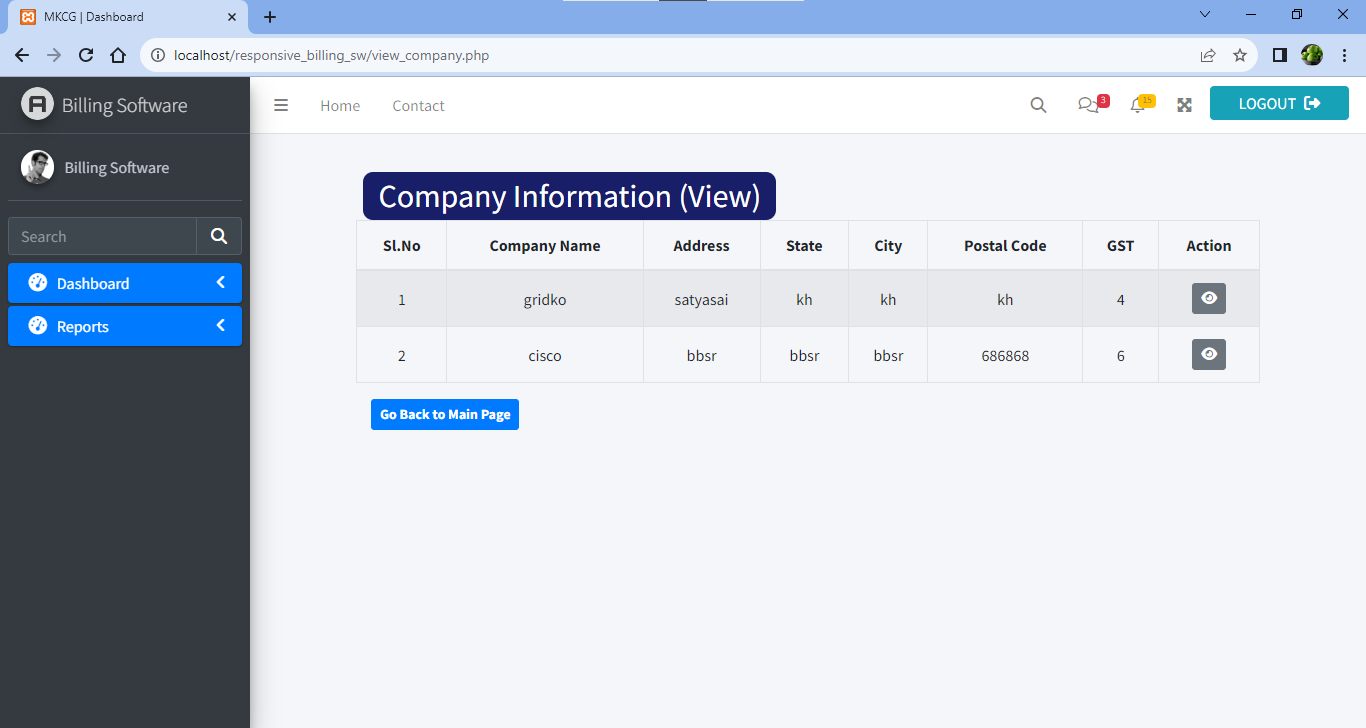 MKCG | Dashboard
localhost/responsive_billing_sw/view_company.php
Billing Software
Home Contact 3 15 LOGOUT
Billing Software
Search
Dashboard
Reports
Company Information (View)
Sl.No Company Name Address State City Postal Code GST Action
1 gridko satyasai kh kh kh 4
2 cisco bbsr bbsr bbsr 686868 6
Go Back to Main Page